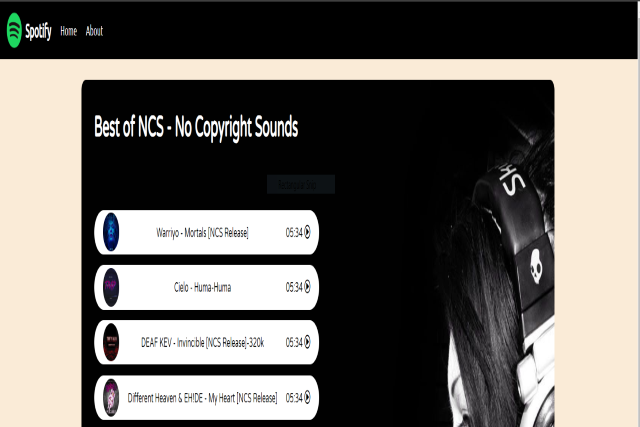 Spotify Home About
Best of NCS - No Copyright Sounds
Rectangular Snip
Warriyo - Mortals [NCS Release] 05:34
Cielo - Huma-Huma 05:34
DEAF KEV - Invincible [NCS Release]-320k 05:34
Different Heaven & EH!DE - My Heart [NCS Release] 05:34